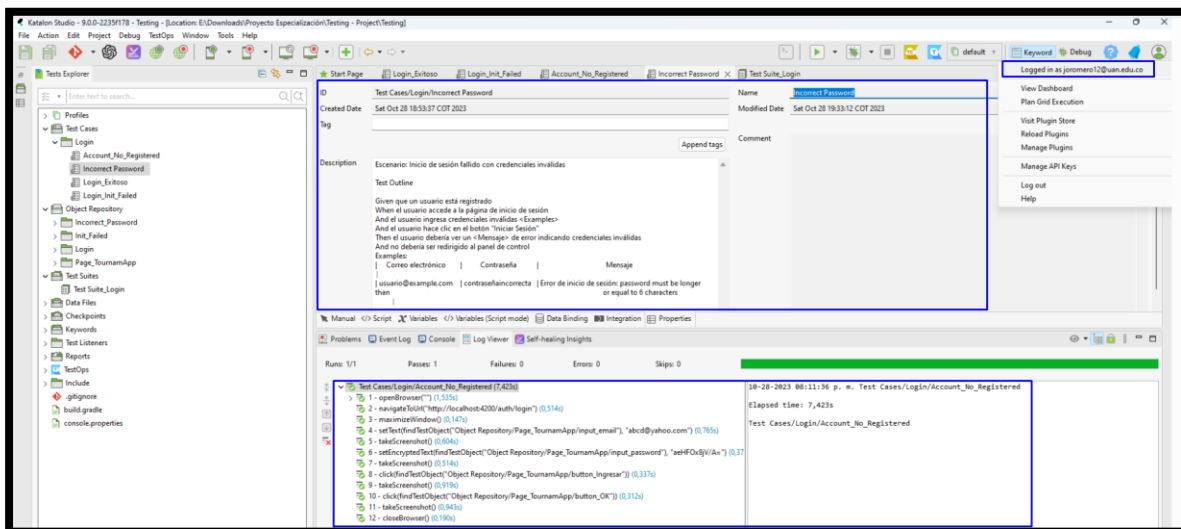 Katalon Studio - 9.0.0-2235f178 - Testing - [Location: E:\Downloads\Proyecto Especialización\Testing - Project\Testing]
File Action Edit Project Debug TestOps Window Tools Help
default Keyword Debug
Tests Explorer
Enter text to search...
Profiles
Test Cases
Login
Account_No_Registered
Incorrect Password
Login_Exitoso
Login_Init_Failed
Object Repository
Incorrect_Password
Init_Failed
Login
Page_TournamApp
Test Suites
Test Suite_Login
Data Files
Checkpoints
Keywords
Test Listeners
Reports
TestOps
Include
.gitignore
build.gradle
console.properties
Start Page Login_Exitoso Login_Init_Failed Account_No_Registered Incorrect Password Test Suite_Login
ID Test Cases/Login/Incorrect Password Name Incorrect Password
Created Date Sat Oct 28 18:53:37 COT 2023 Modified Date Sat Oct 28 19:33:12 COT 2023
Tag
Append tags
Comment
Description Escenario: Inicio de sesión fallido con credenciales inválidas
Test Outline
Given que un usuario está registrado
When el usuario accede a la página de inicio de sesión
And el usuario ingresa credenciales inválidas <Examples>
And el usuario hace clic en el botón "Iniciar Sesión"
Then el usuario debería ver un <Mensaje> de error indicando credenciales inválidas
And no debería ser redirigido al panel de control
Examples:
| Correo electrónico | Contraseña | Mensaje
|
| usuario@example.com | contraseñaincorrecta | Error de inicio de sesión: password must be longer
than or equal to 6 characters
|
Logged in as joromero12@uan.edu.co
View Dashboard
Plan Grid Execution
Visit Plugin Store
Reload Plugins
Manage Plugins
Manage API Keys
Log out
Help
Manual </> Script Variables </> Variables (Script mode) Data Binding Integration Properties
Problems Event Log Console Log Viewer Self-healing Insights
Runs: 1/1 Passes: 1 Failures: 0 Errors: 0 Skips: 0
Test Cases/Login/Account_No_Registered (7,423s)
1 - openBrowser("") (1,535s)
2 - navigateToUrl("http://localhost:4200/auth/login") (0,514s)
3 - maximizeWindow() (0,147s)
4 - setText(findTestObject("Object Repository/Page_TournamApp/input_email"), "abcd@yahoo.com") (0,765s)
5 - takeScreenshot() (0,604s)
6 - setEncryptedText(findTestObject("Object Repository/Page_TournamApp/input_password"), "aeHFOx8jV/A=") (0,37
7 - takeScreenshot() (0,514s)
8 - click(findTestObject("Object Repository/Page_TournamApp/button_Ingresar")) (0,337s)
9 - takeScreenshot() (0,919s)
10 - click(findTestObject("Object Repository/Page_TournamApp/button_OK")) (0,312s)
11 - takeScreenshot() (0,943s)
12 - closeBrowser() (0,190s)
10-28-2023 08:11:36 p. m. Test Cases/Login/Account_No_Registered
Elapsed time: 7,423s
Test Cases/Login/Account_No_Registered